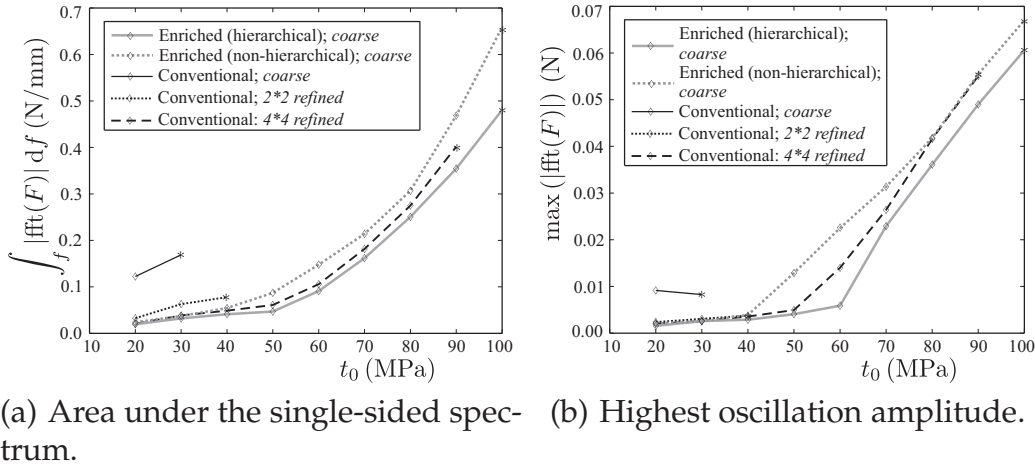 0.7
0.6
0.5
0.4
0.3
0.2
0.1
0.0
∫_f |fft(F)| df (N/mm)
Enriched (hierarchical); coarse
Enriched (non-hierarchical); coarse
Conventional; coarse
Conventional; 2*2 refined
Conventional: 4*4 refined
10 20 30 40 50 60 70 80 90 100
t_0 (MPa)
(a) Area under the single-sided spec-
trum.
0.07
0.06
0.05
0.04
0.03
0.02
0.01
0.00
max (|fft(F)|) (N)
Enriched (hierarchical);
coarse
Enriched (non-hierarchical);
coarse
Conventional; coarse
Conventional; 2*2 refined
Conventional: 4*4 refined
10 20 30 40 50 60 70 80 90 100
t_0 (MPa)
(b) Highest oscillation amplitude.